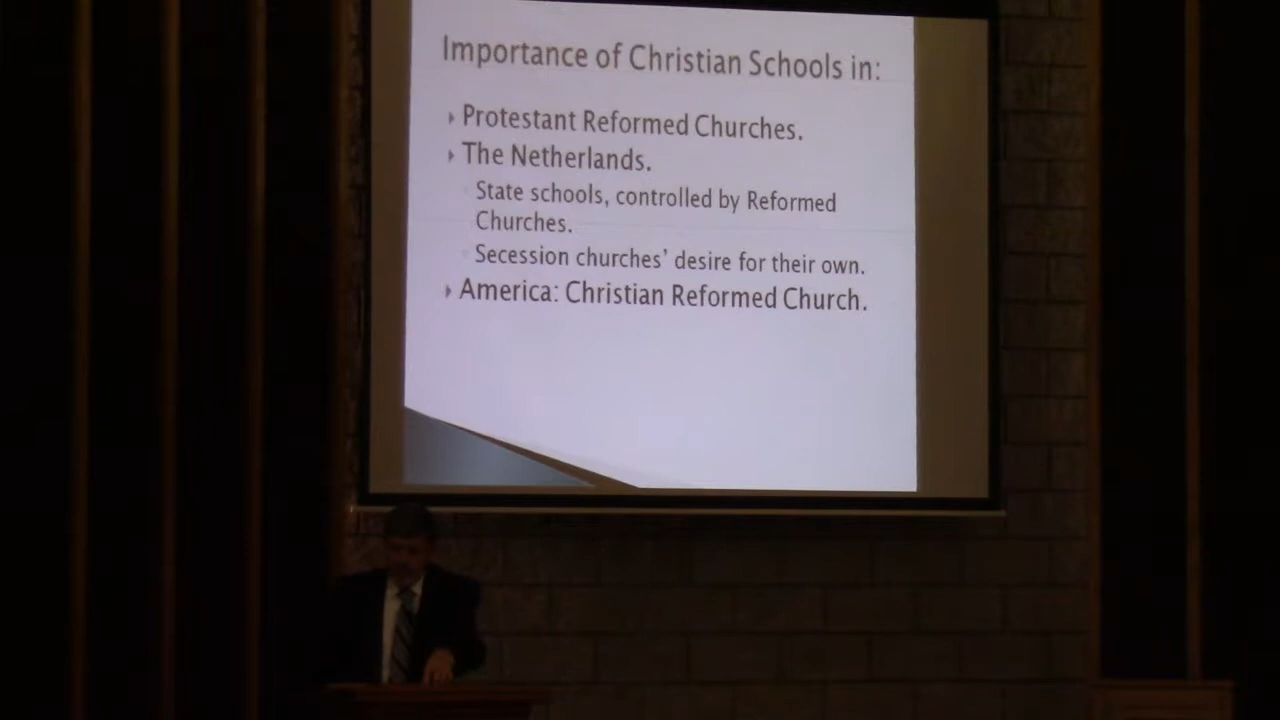 Importance of Christian Schools in:
Protestant Reformed Churches.
The Netherlands.
State schools, controlled by Reformed
Churches.
Secession churches’ desire for their own.
America: Christian Reformed Church.